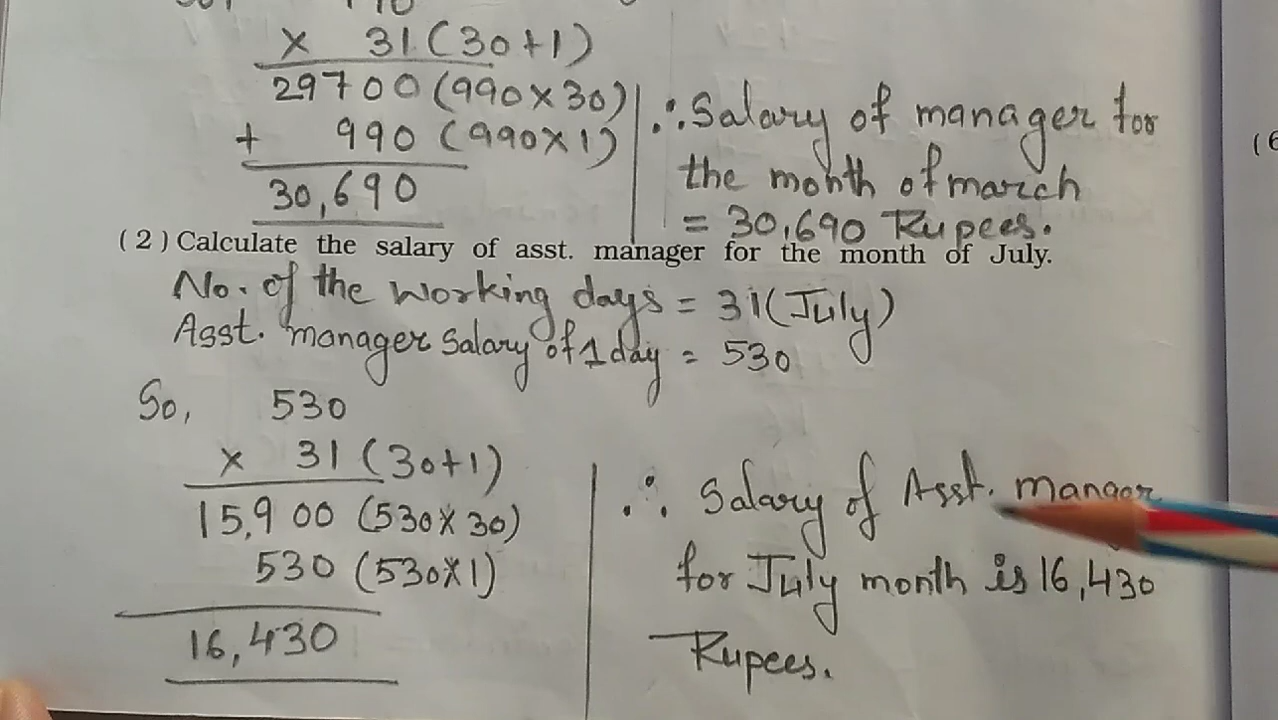 x 31 (30+1)
29700 (990x30)
+ 990 (990x1)
30,690
∴ Salary of manager for
the month of march
= 30,690 Rupees.
( 2 ) Calculate the salary of asst. manager for the month of July.
No. of the working days = 31 (July)
Asst. manager salary of 1 day = 530
So, 530
x 31 (30+1)
15,900 (530x30)
530 (530x1)
16,430
∴ Salary of Asst.
for July month is 16,430
Rupees.